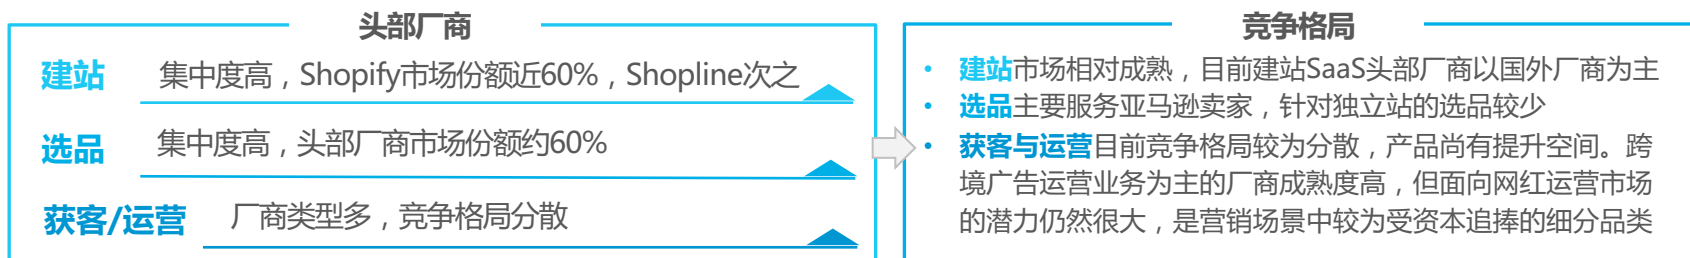 头部厂商
建站 集中度高，Shopify市场份额近60%，Shopline次之
选品 集中度高，头部厂商市场份额约60%
获客/运营 厂商类型多，竞争格局分散
竞争格局
• 建站市场相对成熟，目前建站SaaS头部厂商以国外厂商为主
• 选品主要服务亚马逊卖家，针对独立站的选品较少
• 获客与运营目前竞争格局较为分散，产品尚有提升空间。跨
境广告运营业务为主的厂商成熟度高，但面向网红运营市场
的潜力仍然很大，是营销场景中较为受资本追捧的细分品类